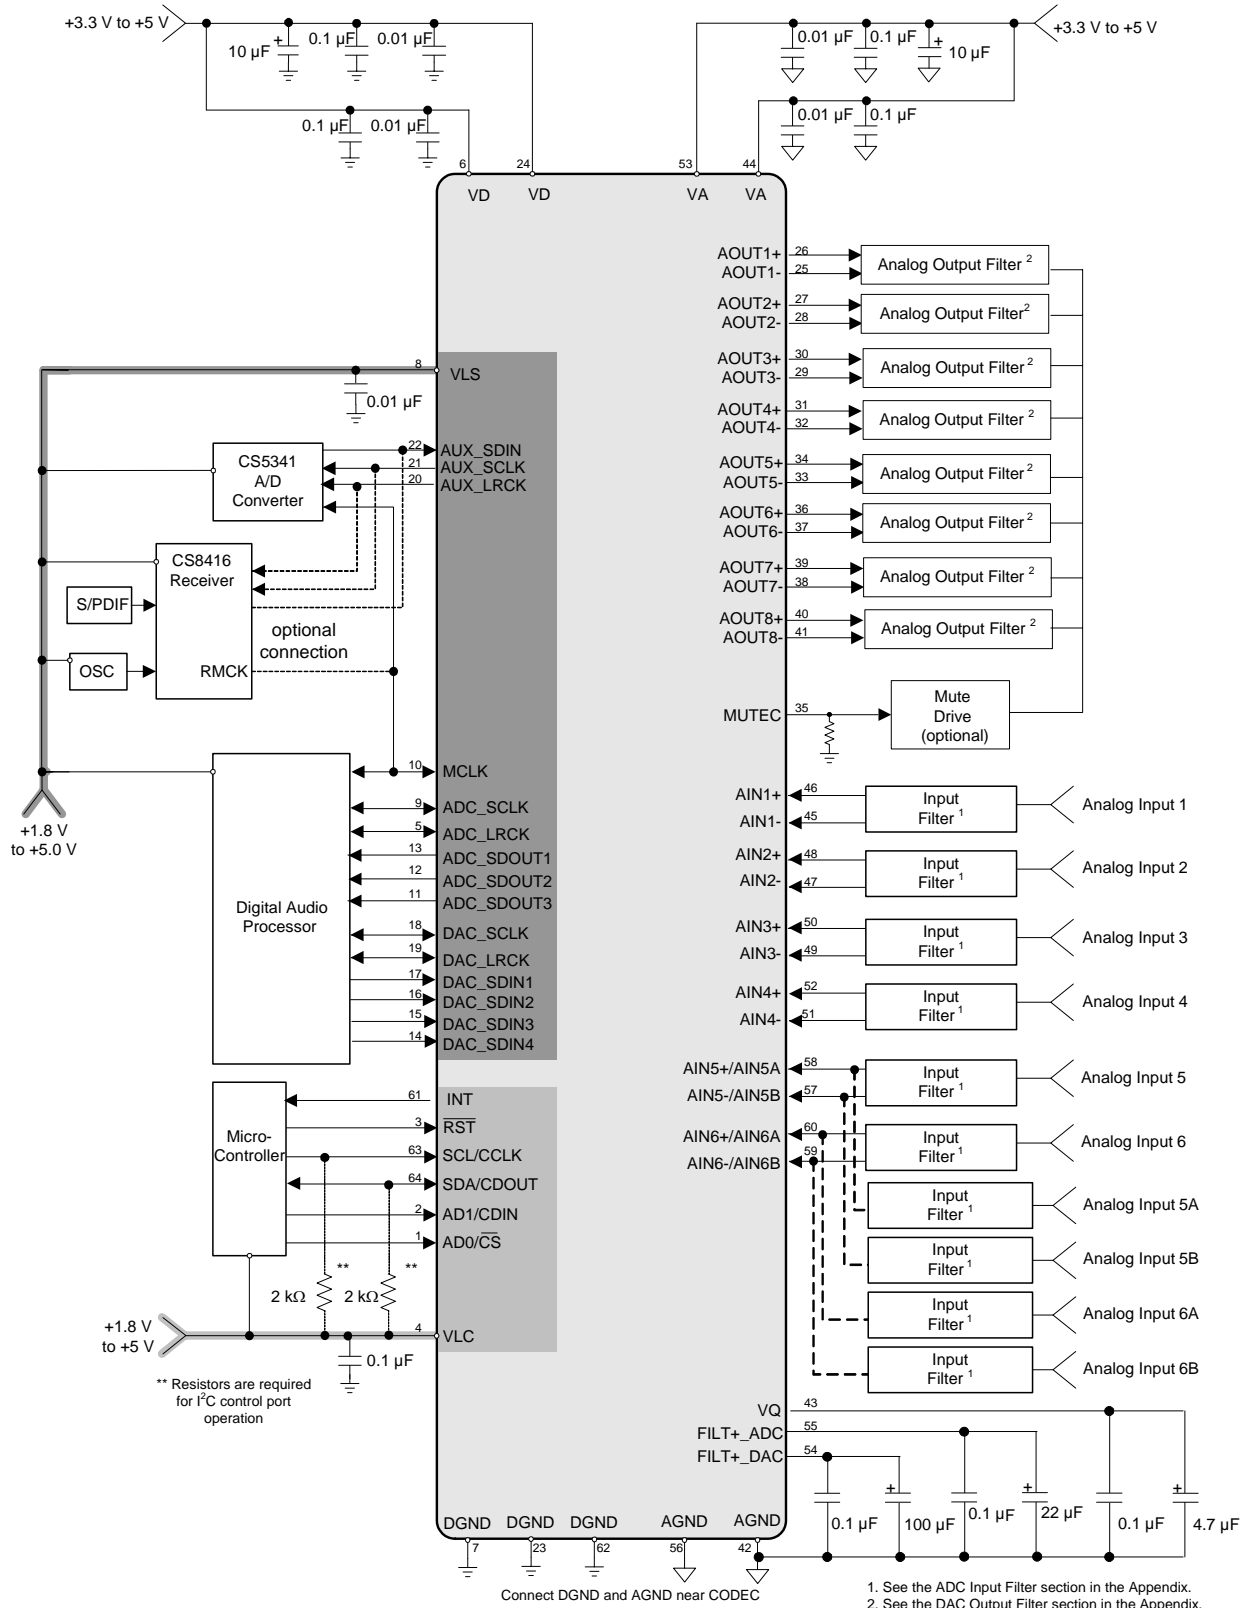 +3.3 V to +5 V
10 µF
+
0.1 µF
0.01 µF
0.01 µF
0.1 µF
+
10 µF
+3.3 V to +5 V
0.1 µF
0.01 µF
0.01 µF
0.1 µF
6
24
53
44
VD
VD
VA
VA
AOUT1+
26
AOUT1-
25
Analog Output Filter 2
AOUT2+
27
AOUT2-
28
Analog Output Filter2
AOUT3+
30
AOUT3-
29
Analog Output Filter 2
AOUT4+
31
AOUT4-
32
Analog Output Filter 2
AOUT5+
34
AOUT5-
33
Analog Output Filter 2
AOUT6+
36
AOUT6-
37
Analog Output Filter 2
AOUT7+
39
AOUT7-
38
Analog Output Filter 2
AOUT8+
40
AOUT8-
41
Analog Output Filter 2
MUTEC
35
Mute
Drive
(optional)
8
VLS
0.01 µF
CS5341
A/D
Converter
22
AUX_SDIN
21
AUX_SCLK
20
AUX_LRCK
CS8416
Receiver
S/PDIF
OSC
RMCK
optional
connection
+1.8 V
to +5.0 V
Digital Audio
Processor
10
MCLK
9
ADC_SCLK
5
ADC_LRCK
13
ADC_SDOUT1
12
ADC_SDOUT2
11
ADC_SDOUT3
18
DAC_SCLK
19
DAC_LRCK
17
DAC_SDIN1
16
DAC_SDIN2
15
DAC_SDIN3
14
DAC_SDIN4
Micro-
Controller
61
INT
3
RST
63
SCL/CCLK
64
SDA/CDOUT
2
AD1/CDIN
1
AD0/CS
**
**
2 kΩ
2 kΩ
+1.8 V
to +5 V
4
VLC
0.1 µF
** Resistors are required
for I2C control port
operation
AIN1+
46
AIN1-
45
Input
Filter 1
Analog Input 1
AIN2+
48
AIN2-
47
Input
Filter 1
Analog Input 2
AIN3+
50
AIN3-
49
Input
Filter 1
Analog Input 3
AIN4+
52
AIN4-
51
Input
Filter 1
Analog Input 4
AIN5+/AIN5A
58
AIN5-/AIN5B
57
Input
Filter 1
Analog Input 5
AIN6+/AIN6A
60
AIN6-/AIN6B
59
Input
Filter 1
Analog Input 6
Input
Filter 1
Analog Input 5A
Input
Filter 1
Analog Input 5B
Input
Filter 1
Analog Input 6A
Input
Filter 1
Analog Input 6B
VQ
43
FILT+_ADC
55
FILT+_DAC
54
0.1 µF
+
100 µF
0.1 µF
+
22 µF
0.1 µF
+
4.7 µF
DGND
DGND
DGND
AGND
AGND
7
23
62
56
42
Connect DGND and AGND near CODEC
1. See the ADC Input Filter section in the Appendix.
2. See the DAC Output Filter section in the Appendix.